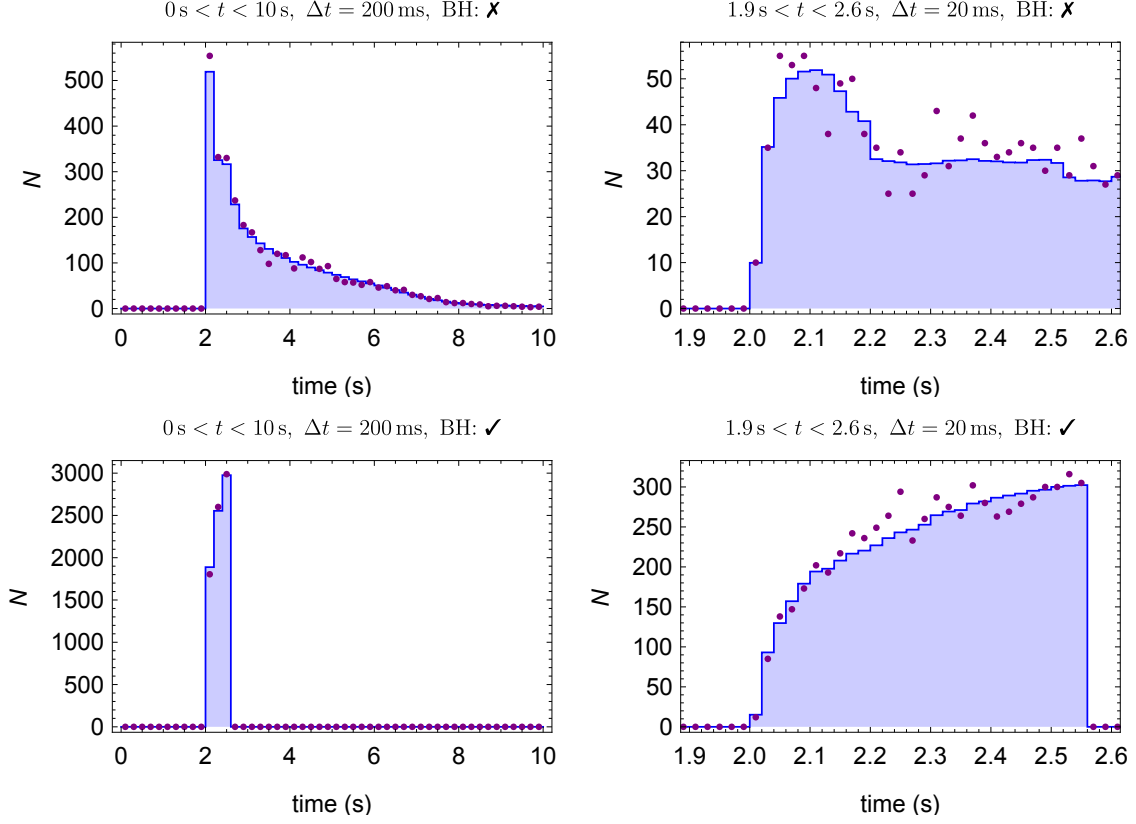 0 s < t < 10 s, Δt = 200 ms, BH: ✗
N
500
400
300
200
100
0
0 2 4 6 8 10
time (s)
1.9 s < t < 2.6 s, Δt = 20 ms, BH: ✗
N
50
40
30
20
10
0
1.9 2.0 2.1 2.2 2.3 2.4 2.5 2.6
time (s)
0 s < t < 10 s, Δt = 200 ms, BH: ✓
N
3000
2500
2000
1500
1000
500
0
0 2 4 6 8 10
time (s)
1.9 s < t < 2.6 s, Δt = 20 ms, BH: ✓
N
300
250
200
150
100
50
0
1.9 2.0 2.1 2.2 2.3 2.4 2.5 2.6
time (s)